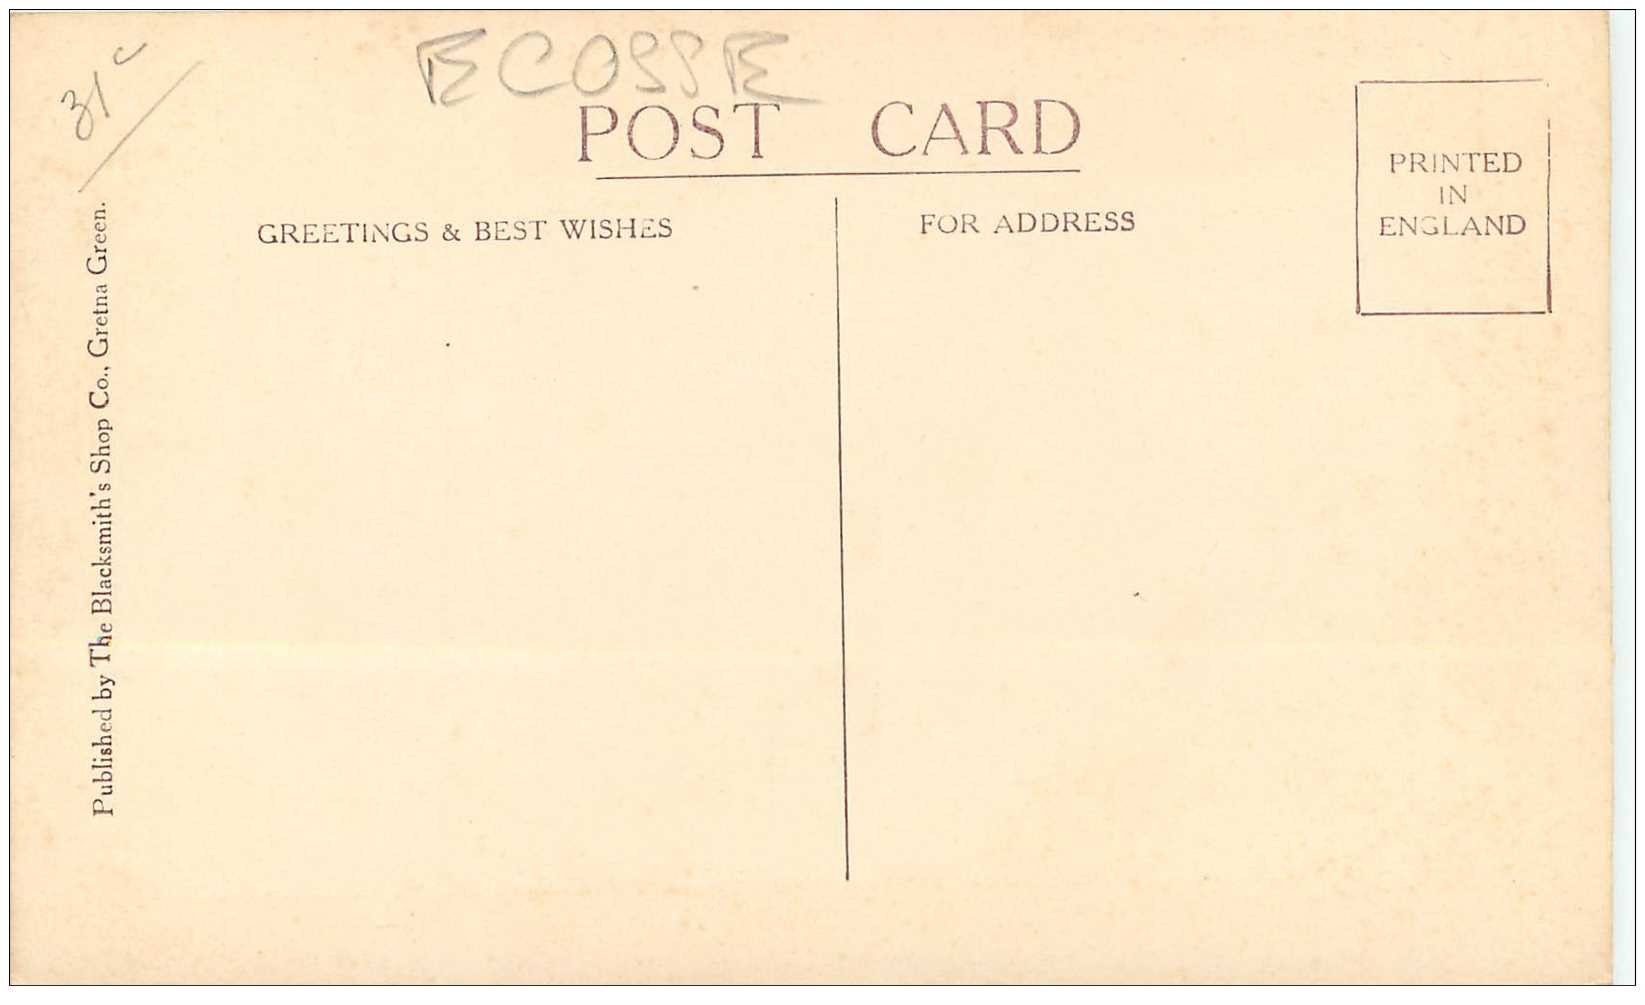 ECOSSE
POST CARD
GREETINGS & BEST WISHES
FOR ADDRESS
PRINTED
IN
ENGLAND
Published by The Blacksmith's Shop Co., Gretna Green.